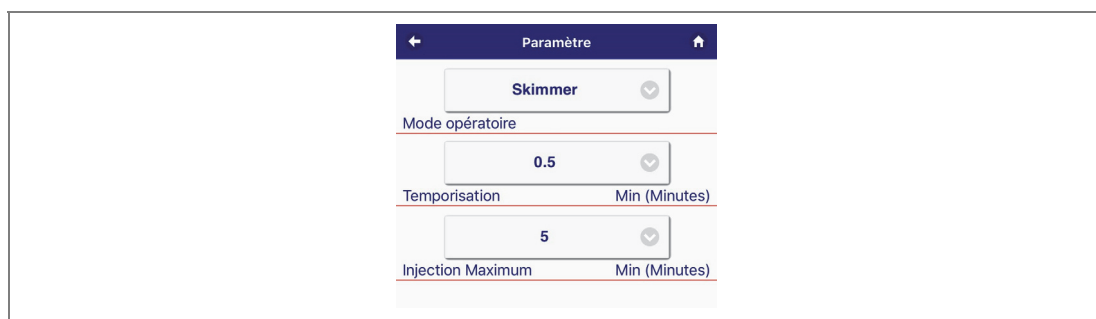 Paramètre
Skimmer
Mode opératoire
0.5
Temporisation Min (Minutes)
5
Injection Maximum Min (Minutes)